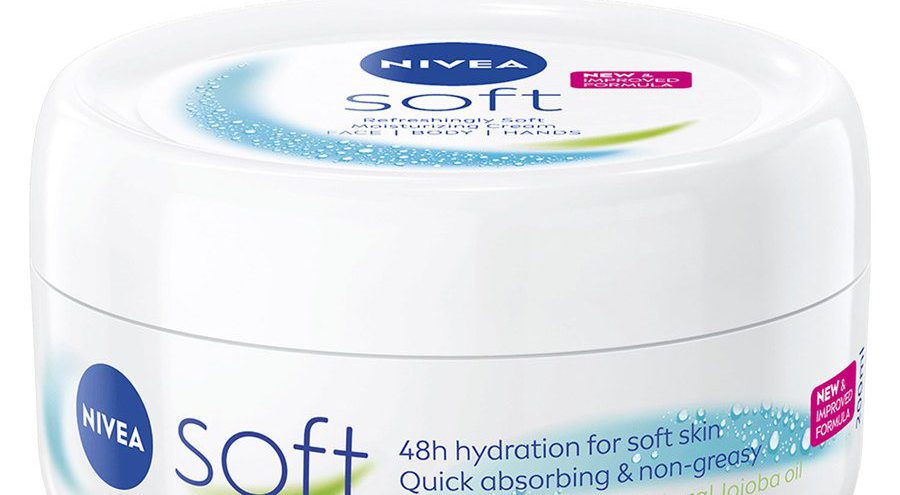 NIVEA
soft
NEW &
IMPROVED
FORMULA
Refreshingly Soft
Moisturizing Cream
FACE | BODY | HANDS
NIVEA
soft
48h hydration for soft skin
Quick absorbing & non-greasy
Jojoba oil
NEW &
IMPROVED
FORMULA
300ml